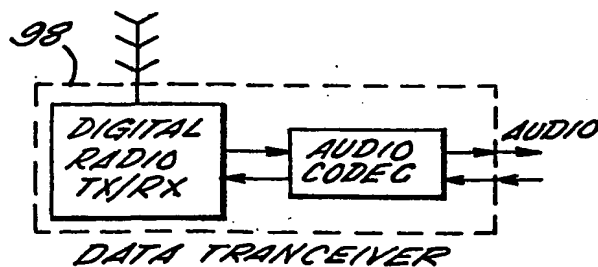 98
DIGITAL
RADIO
TX/RX
AUDIO
CODEC
AUDIO
DATA TRANCEIVER